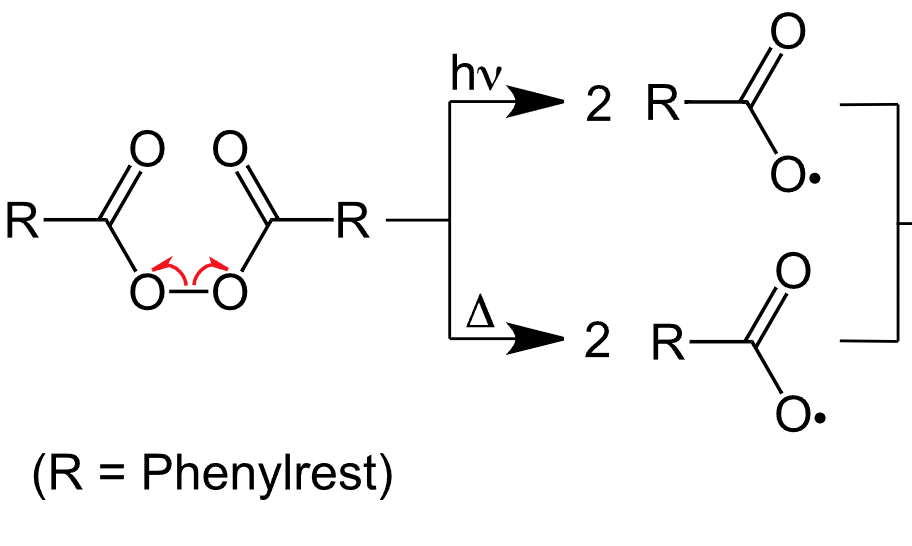 hν
2 R O O•
R O O O O R
Δ
2 R O O•
(R = Phenylrest)